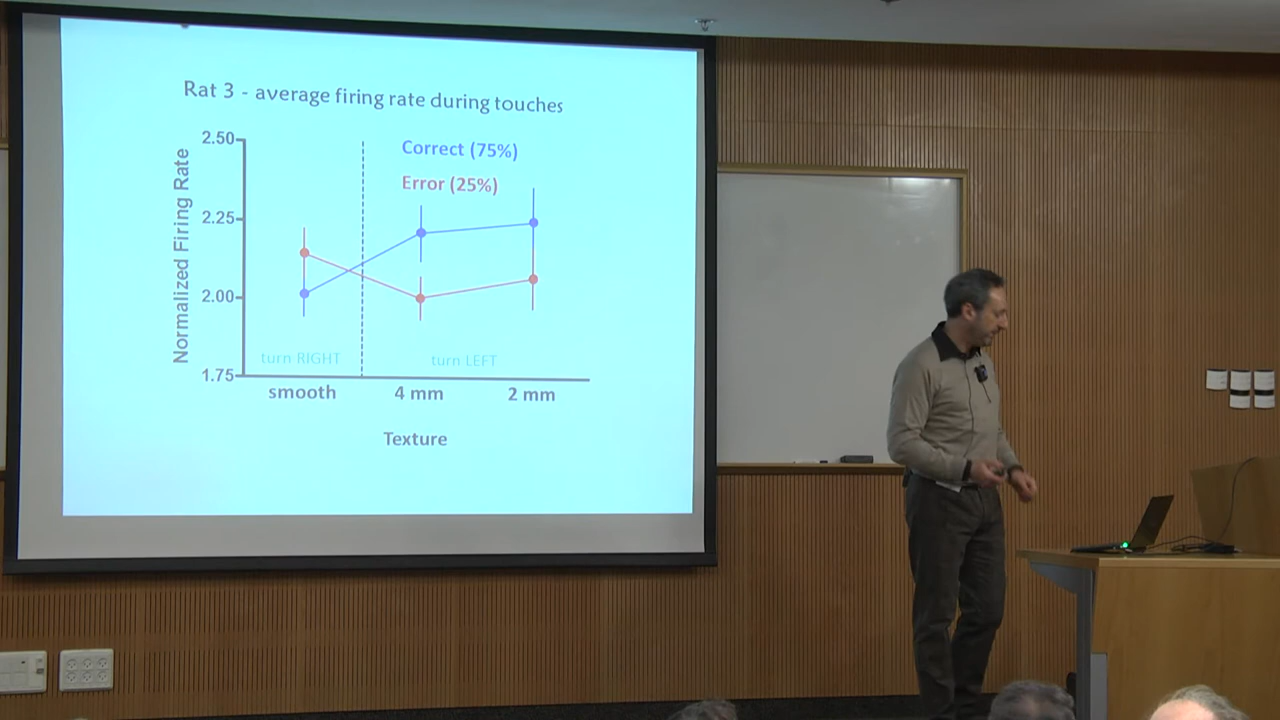 Rat 3 - average firing rate during touches
Normalized Firing Rate
2.50
2.25
2.00
1.75
Correct (75%)
Error (25%)
turn RIGHT
turn LEFT
smooth
4 mm
2 mm
Texture